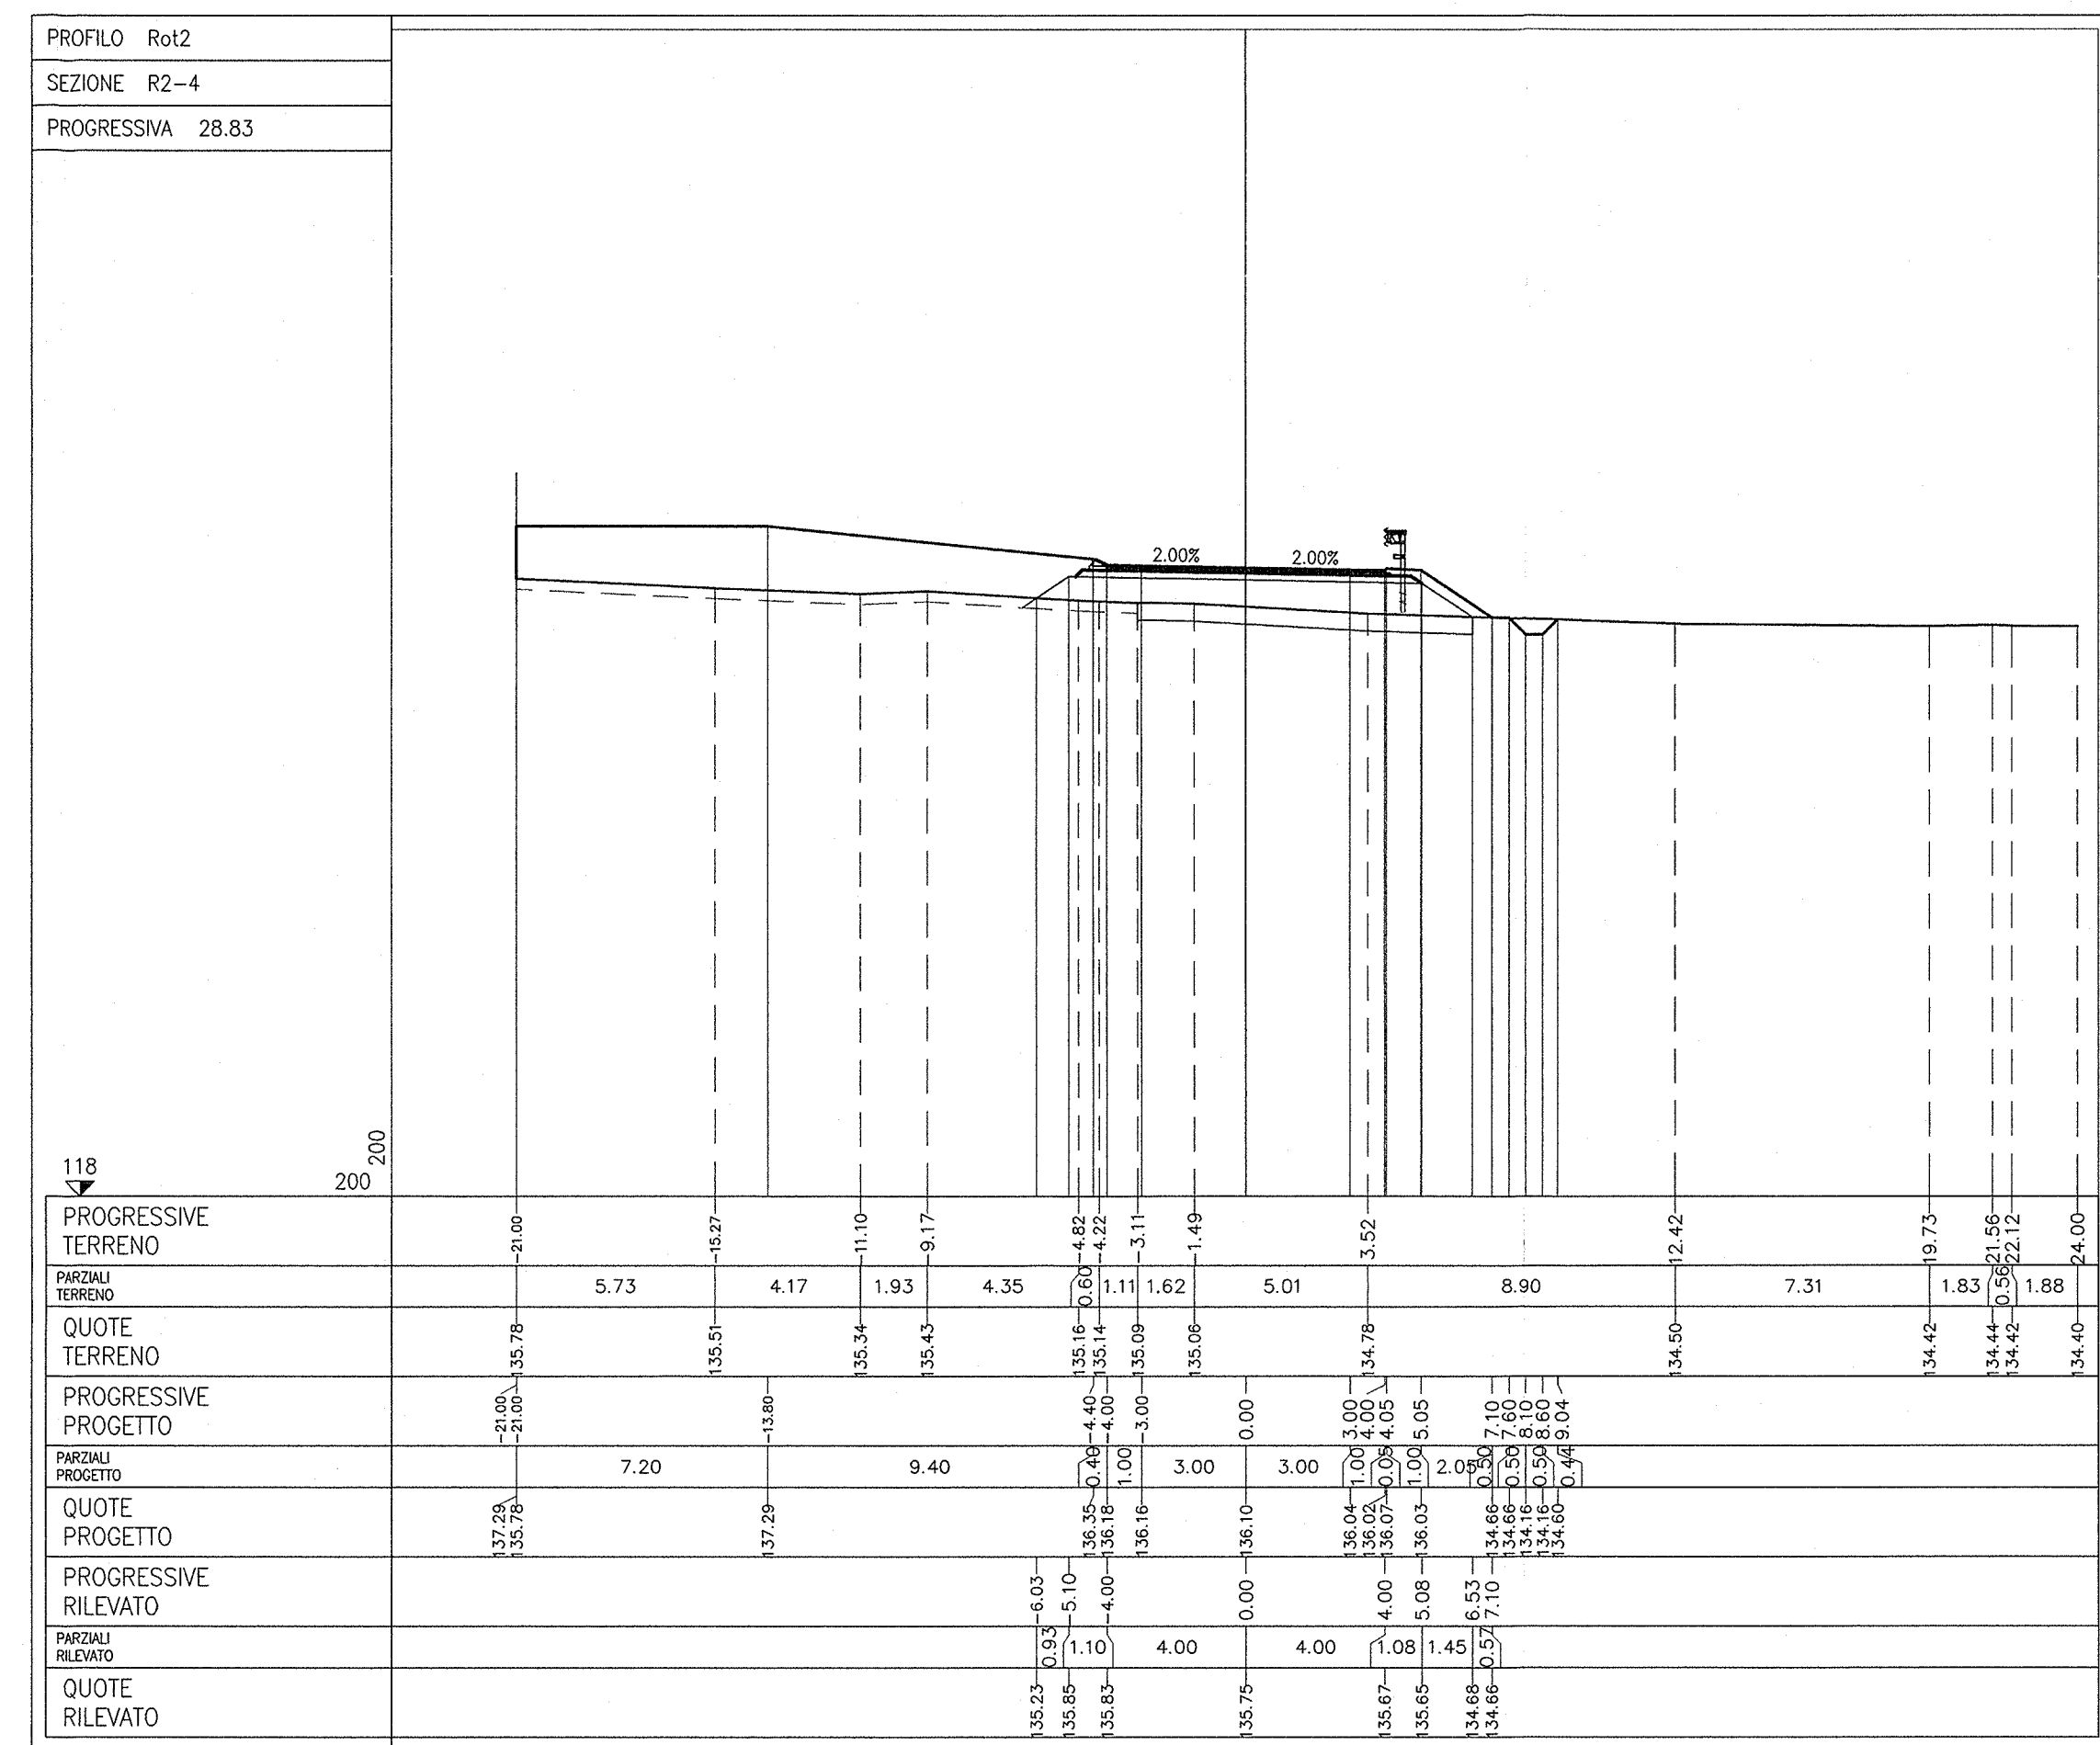 PROFILO Rot2
SEZIONE R2-4
PROGRESSIVA 28.83
2.00% 2.00%
118
200
200
PROGRESSIVE
TERRENO
-21.00 -15.27 -11.10 -9.17 -4.82 -4.22 -3.11 -1.49 3.52 12.42 19.73 21.56 22.12 24.00
PARZIALI
TERRENO
5.73 4.17 1.93 4.35 0.60 1.11 1.62 5.01 8.90 7.31 1.83 0.56 1.88
QUOTE
TERRENO
135.78 135.51 135.34 135.43 135.16 135.14 135.09 135.06 134.78 134.50 134.42 134.44 134.42 134.40
PROGRESSIVE
PROGETTO
-21.00 -21.00 -13.80 -4.40 -4.00 -3.00 0.00 3.00 4.00 4.05 5.05 7.10 7.60 8.10 8.60 9.04
PARZIALI
PROGETTO
7.20 9.40 0.40 1.00 3.00 3.00 1.00 0.05 1.00 2.05 0.50 0.50 0.50 0.44
QUOTE
PROGETTO
137.29 135.78 137.29 136.35 136.18 136.16 136.10 136.04 136.02 136.07 136.03 134.66 134.66 134.16 134.16 134.60
PROGRESSIVE
RILEVATO
-6.03 -5.10 -4.00 0.00 4.00 5.08 6.53 7.10
PARZIALI
RILEVATO
0.93 1.10 4.00 4.00 1.08 1.45 0.57
QUOTE
RILEVATO
135.23 135.85 135.83 135.75 135.67 135.65 134.68 134.66